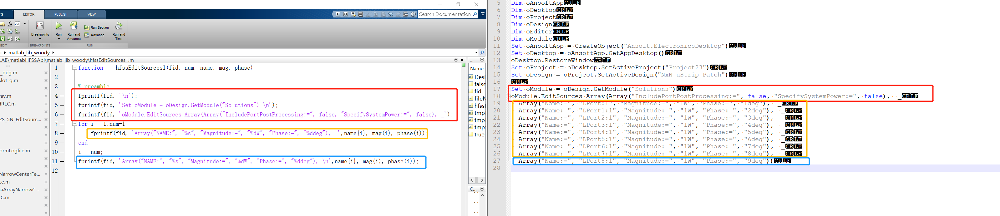 TS EDITOR PUBLISH VIEW
Search Documentation
Breakpoints
Run
Run and Advance
Run Section
Advance
Run and Time
EDIT BREAKPOINTS RUN
matlab_lib_woody
LAB\matlabHFSSApi\matlab_lib_woody\hfssEditSources1.m
_deg.m
Slot_g.m
ray.m
dRLC.m
2S_5N_EditSourc...
ormLogfile.m
NarrowCenterFe...
ce.m
aaArrayNarrowC...
LC.m
1 function hfssEditSources1(fid, num, name, mag, phase)
2
3 % preamble
4 fprintf(fid, '\n');
5 fprintf(fid, 'Set oModule = oDesign.GetModule("Solutions") \n');
6 fprintf(fid, 'oModule.EditSources Array(Array("IncludePortPostProcessing:=", false, "SpecifySystemPower:=", false), _');
7 for i = 1:num-1
8 fprintf(fid, 'Array("NAME:", "%s", "Magnitude:=", "%dW", "Phase:=", "%ddeg"), _',name{i}, mag(i), phase(i));
9 end
10 i = num;
11 fprintf(fid, 'Array("NAME:", "%s", "Magnitude:=", "%dW", "Phase:=", "%ddeg"), \n',name{i}, mag(i), phase(i));
12
...
Name
Desi
false
fid
fileN
hfssl
tmp
tmp
tmpS
true
C...
5 Dim oAnsoftAppCRLF
6 Dim oDesktopCRLF
7 Dim oProjectCRLF
8 Dim oDesignCRLF
9 Dim oEditorCRLF
10 Dim oModuleCRLF
11 Set oAnsoftApp = CreateObject("Ansoft.ElectronicsDesktop")CRLF
12 Set oDesktop = oAnsoftApp.GetAppDesktop()CRLF
13 oDesktop.RestoreWindowCRLF
14 Set oProject = oDesktop.SetActiveProject("Project23")CRLF
15 Set oDesign = oProject.SetActiveDesign("NxN_uStrip_Patch")CRLF
16 CRLF
17 Set oModule = oDesign.GetModule("Solutions")CRLF
18 oModule.EditSources Array(Array("IncludePortPostProcessing:=", false, "SpecifySystemPower:=", false), _CRLF
19 Array("Name:=", "LPort:1", "Magnitude:=", "1W", "Phase:=", "1deg"), _CRLF
20 Array("Name:=", "LPort1:1", "Magnitude:=", "1W", "Phase:=", "2deg"), _CRLF
21 Array("Name:=", "LPort2:1", "Magnitude:=", "1W", "Phase:=", "3deg"), _CRLF
22 Array("Name:=", "LPort3:1", "Magnitude:=", "1W", "Phase:=", "4deg"), _CRLF
23 Array("Name:=", "LPort4:1", "Magnitude:=", "1W", "Phase:=", "5deg"), _CRLF
24 Array("Name:=", "LPort5:1", "Magnitude:=", "1W", "Phase:=", "6deg"), _CRLF
25 Array("Name:=", "LPort6:1", "Magnitude:=", "1W", "Phase:=", "7deg"), _CRLF
26 Array("Name:=", "LPort7:1", "Magnitude:=", "1W", "Phase:=", "8deg"), _CRLF
27 Array("Name:=", "LPort8:1", "Magnitude:=", "1W", "Phase:=", "9deg"))CRLF
28